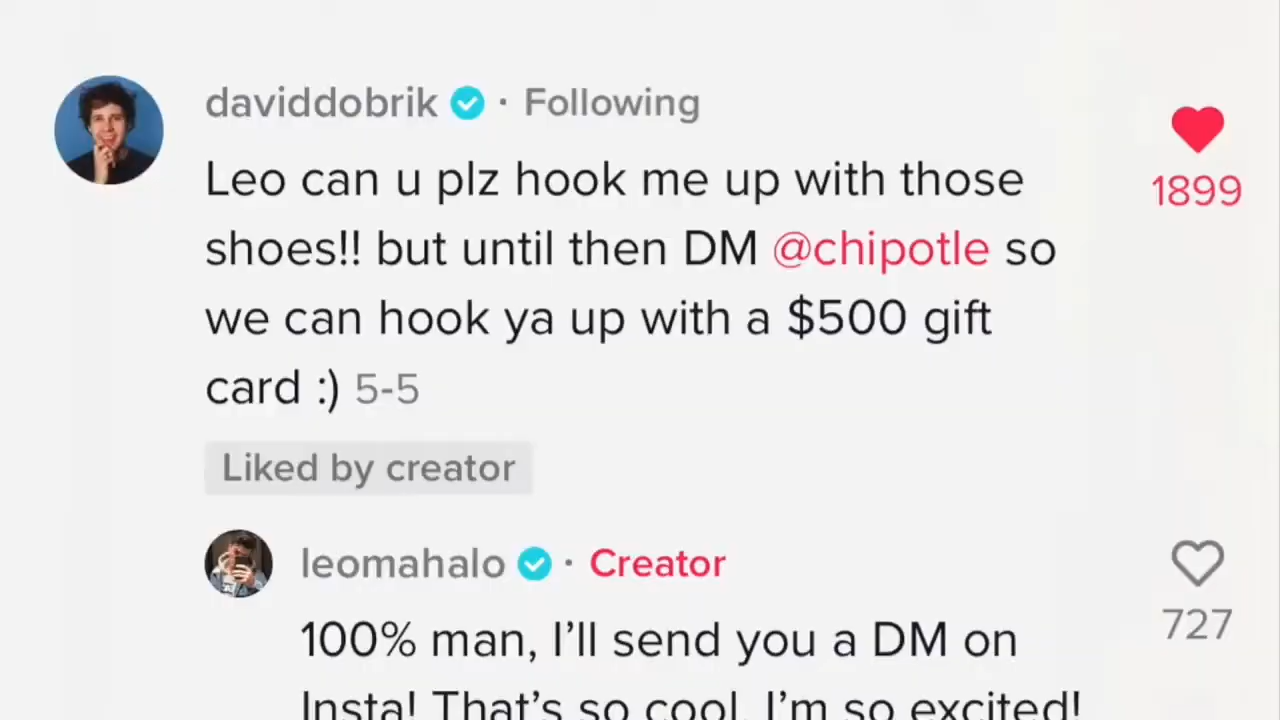 daviddobrik · Following
1899
Leo can u plz hook me up with those
shoes!! but until then DM @chipotle so
we can hook ya up with a $500 gift
card :) 5-5
Liked by creator
leomahalo · Creator
727
100% man, I'll send you a DM on
Insta! That's so cool, I'm so excited!